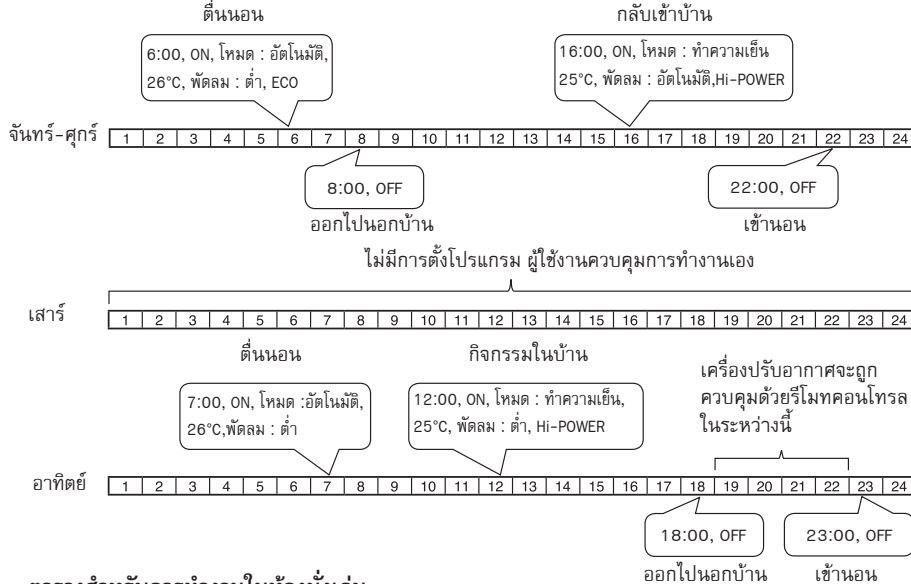 ตื่นนอน
กลับเข้าบ้าน
6:00, ON, โหมด : อัตโนมัติ,
26°C, พัดลม : ต่ำ, ECO
16:00, ON, โหมด : ทำความเย็น
25°C, พัดลม : อัตโนมัติ,Hi-POWER
จันทร์-ศุกร์ 1 2 3 4 5 6 7 8 9 10 11 12 13 14 15 16 17 18 19 20 21 22 23 24
8:00, OFF
22:00, OFF
ออกไปนอกบ้าน
เข้านอน
ไม่มีการตั้งโปรแกรม ผู้ใช้งานควบคุมการทำงานเอง
เสาร์ 1 2 3 4 5 6 7 8 9 10 11 12 13 14 15 16 17 18 19 20 21 22 23 24
ตื่นนอน
กิจกรรมในบ้าน
เครื่องปรับอากาศจะถูก
ควบคุมด้วยรีโมทคอนโทรล
ในระหว่างนี้
7:00, ON, โหมด :อัตโนมัติ,
26°C,พัดลม : ต่ำ
12:00, ON, โหมด : ทำความเย็น,
25°C, พัดลม : ต่ำ, Hi-POWER
อาทิตย์ 1 2 3 4 5 6 7 8 9 10 11 12 13 14 15 16 17 18 19 20 21 22 23 24
18:00, OFF
23:00, OFF
ออกไปนอกบ้าน
เข้านอน